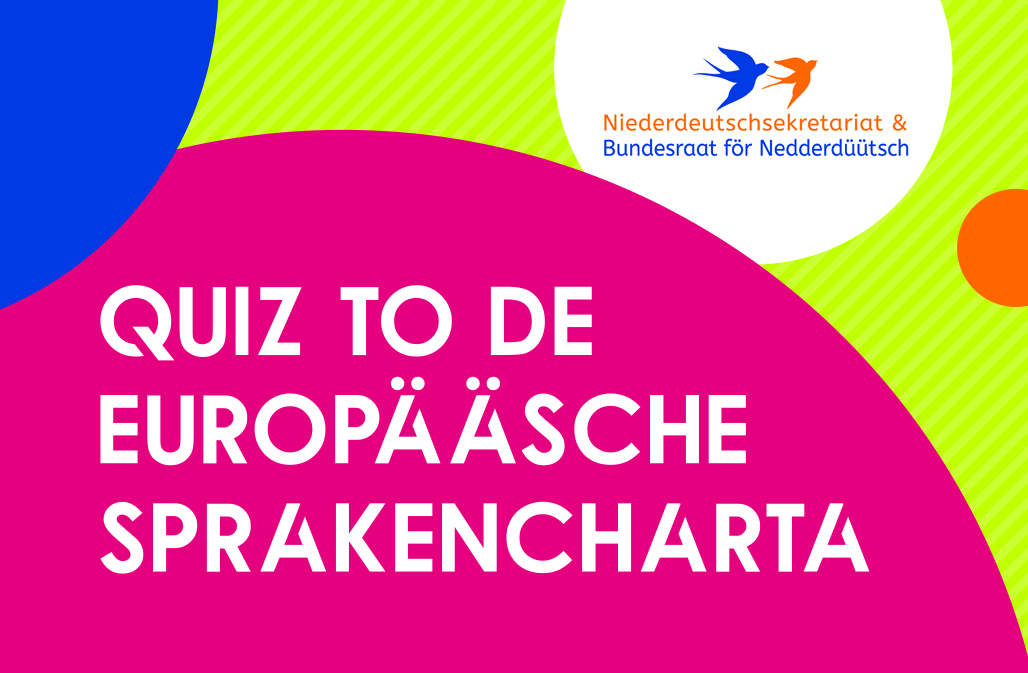 Niederdeutschsekretariat &
Bundesraat för Nedderdüütsch
QUIZ TO DE
EUROPÄÄSCHE
SPRAKENCHARTA